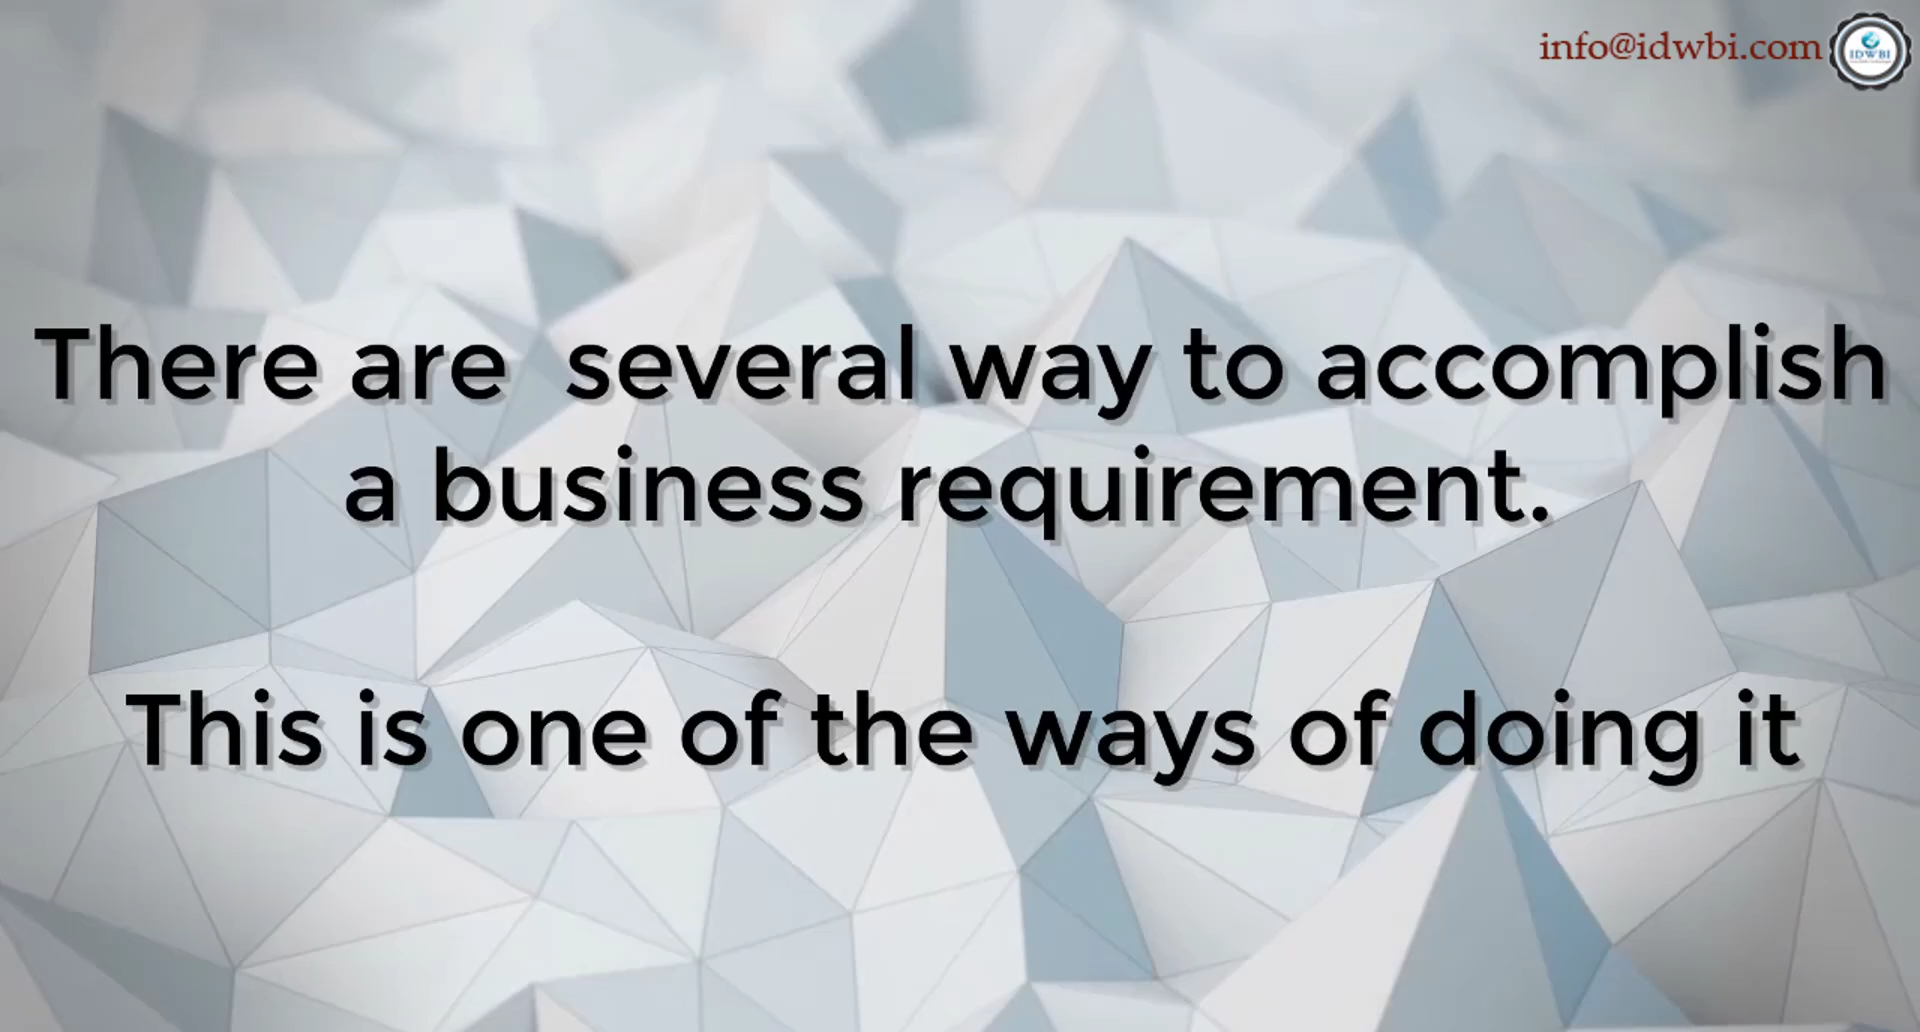 info@idwbi.com
IDWBI
There are  several way to accomplish
a business requirement.
This is one of the ways of doing it